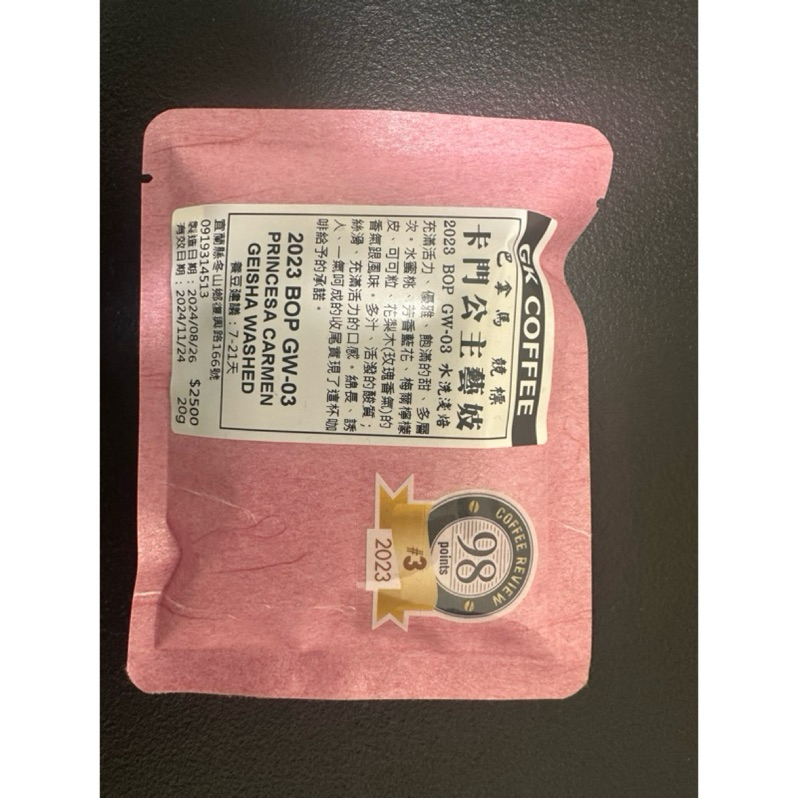 GK COFFEE
巴拿馬競標
卡門公主藝妓
2023 BOP GW-03 水洗淺焙
充滿活力、優雅、飽滿的甜、多層
次。水蜜桃、芳香藍花、梅爾檸檬
皮、可可粒、花梨木(玫瑰香氣)的
香氣跟風味。多汁、活潑的酸質；
絲滑、充滿活力的口感。綿長、誘
人、一氣呵成的收尾實現了這杯咖
啡給予的承諾。
2023 BOP GW-03
PRINCESA CARMEN
GEISHA WASHED
養豆建議：7-21天
宜蘭縣冬山鄉復興路166號
0919314513
製造日期：2024/08/26 $2500
有效日期：2024/11/24 20g
COFFEE REVIEW
98
points
#3
2023